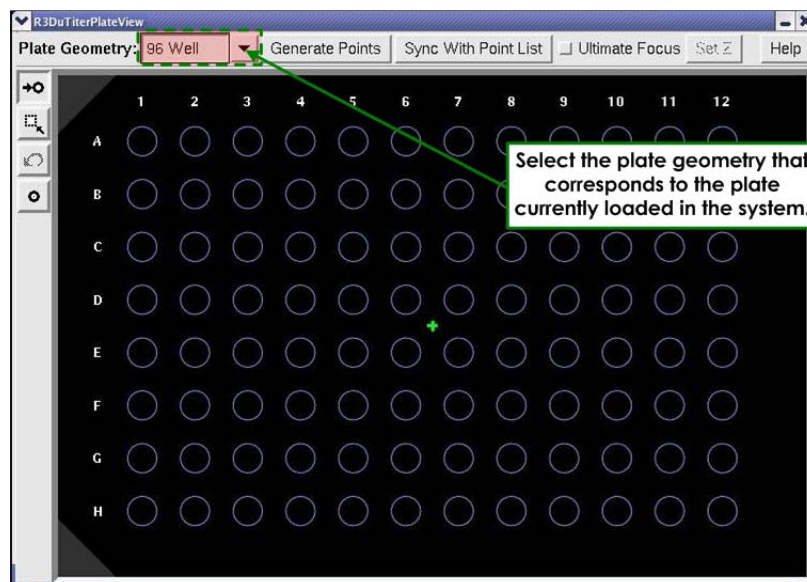 R3DuTiterPlateView
Plate Geometry: 96 Well Generate Points Sync With Point List Ultimate Focus Set Z Help
1 2 3 4 5 6 7 8 9 10 11 12
A
Select the plate geometry that
corresponds to the plate
currently loaded in the system.
B
C
D
E
F
G
H